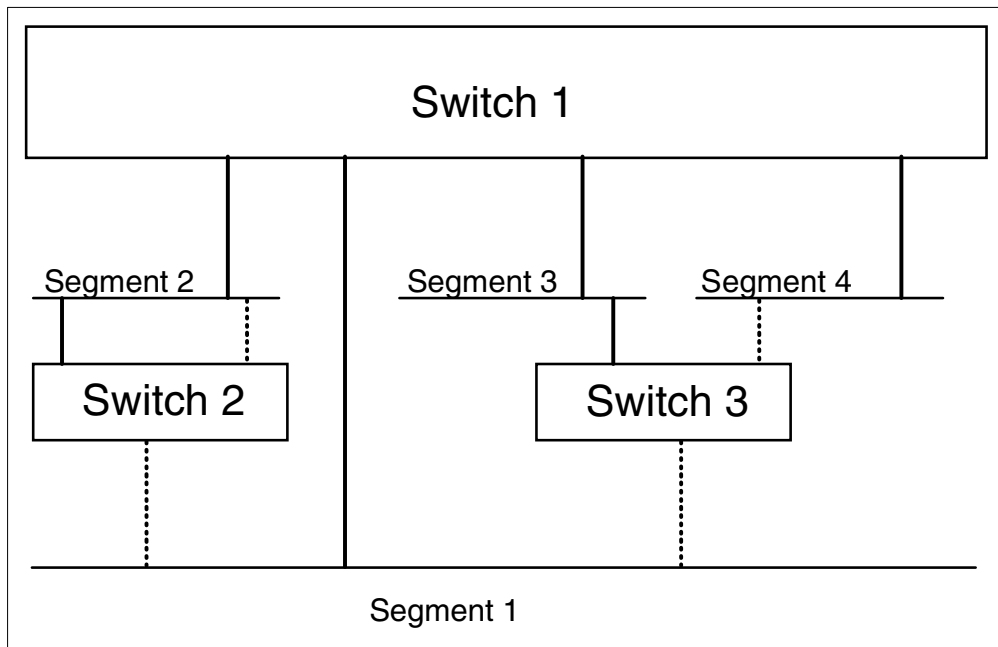 Switch 1
Segment 2
Segment 3
Segment 4
Switch 2
Switch 3
Segment 1